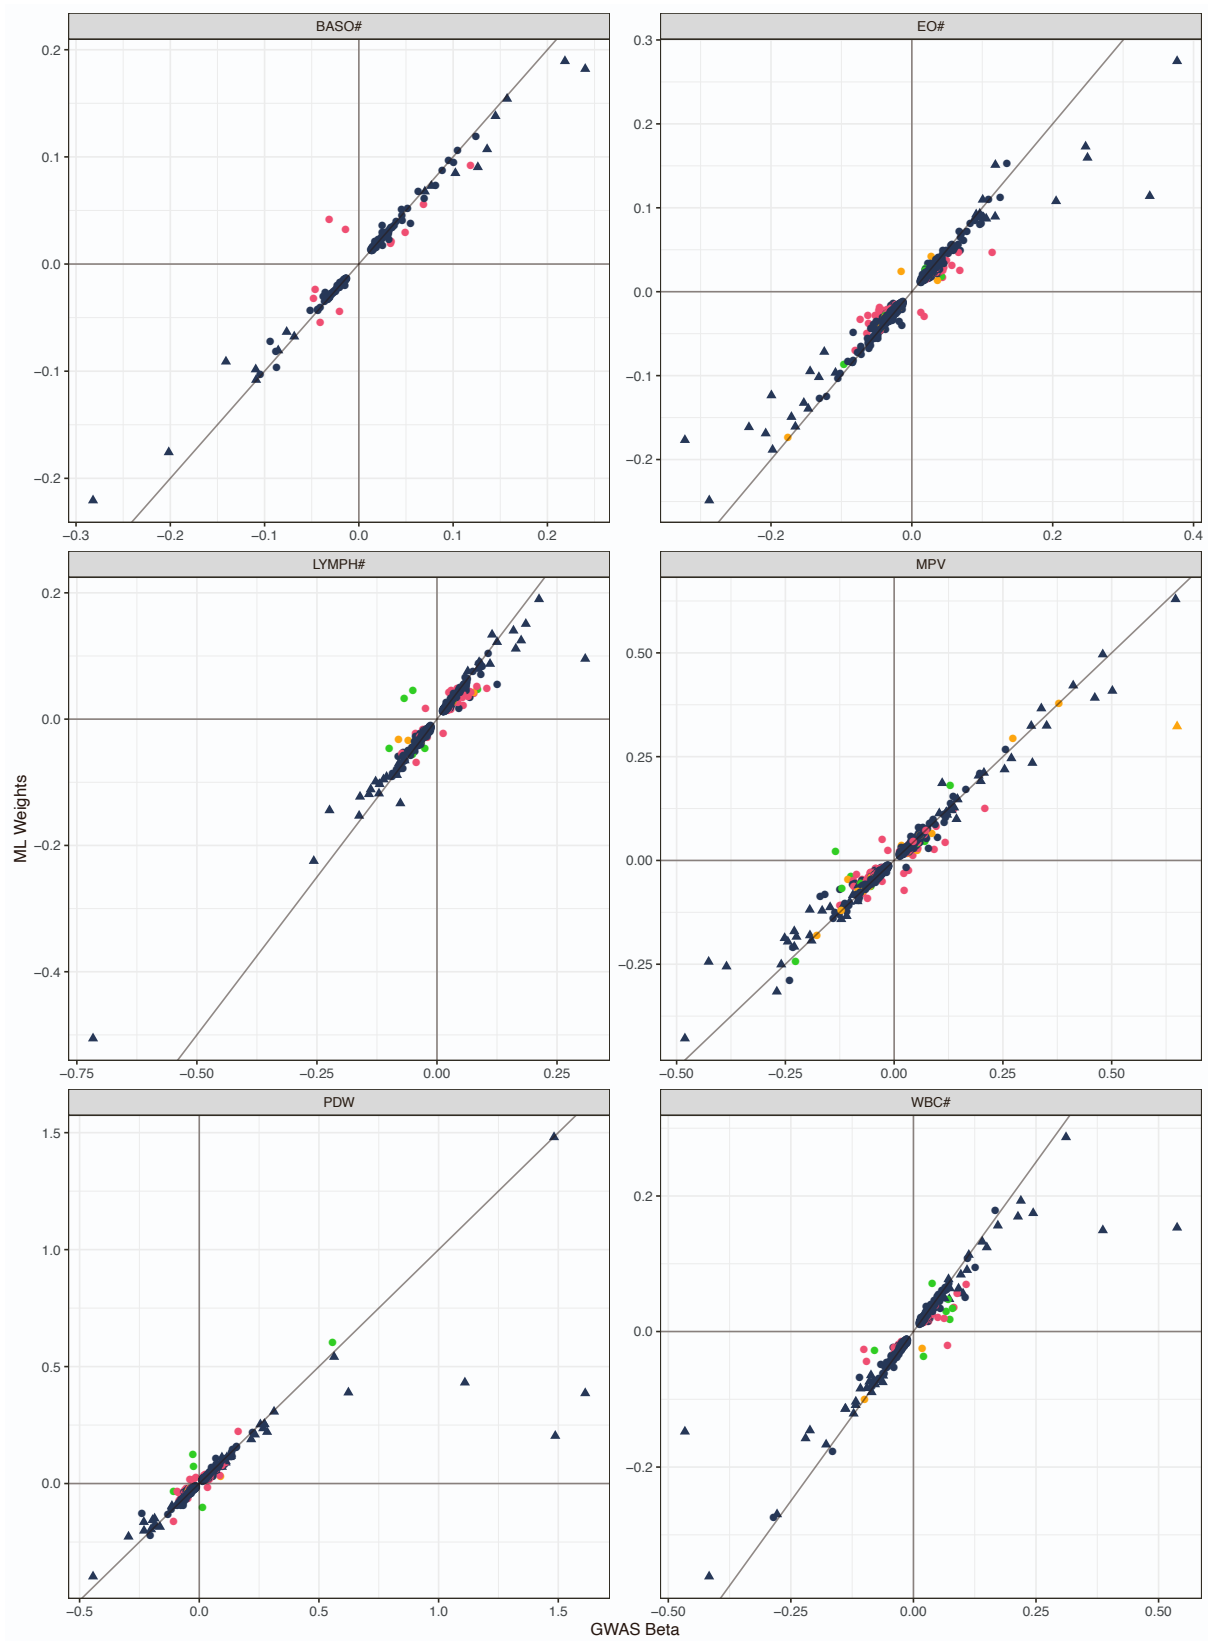 BASO# EO#
0.2
0.1
0.0
−0.1
−0.2
−0.3 −0.2 −0.1 0.0 0.1 0.2
0.3
0.2
0.1
0.0
−0.1
−0.2
−0.2 0.0 0.2 0.4
LYMPH# MPV
0.2
0.0
−0.2
−0.4
−0.75 −0.50 −0.25 0.00 0.25
0.50
0.25
0.00
−0.25
−0.50 −0.25 0.00 0.25 0.50
ML Weights
PDW WBC#
1.5
1.0
0.5
0.0
−0.5 0.0 0.5 1.0 1.5
0.2
0.0
−0.2
−0.50 −0.25 0.00 0.25 0.50
GWAS Beta